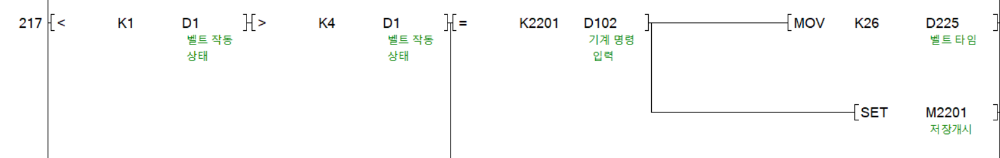 217 [< K1 D1 ] [> K4 D1 ] [= K2201 D102 ] [MOV K26 D225 ]
벨트 작동 벨트 작동 기계 명령 벨트 타임
상태 상태 입력
[SET M2201 ]
저장개시